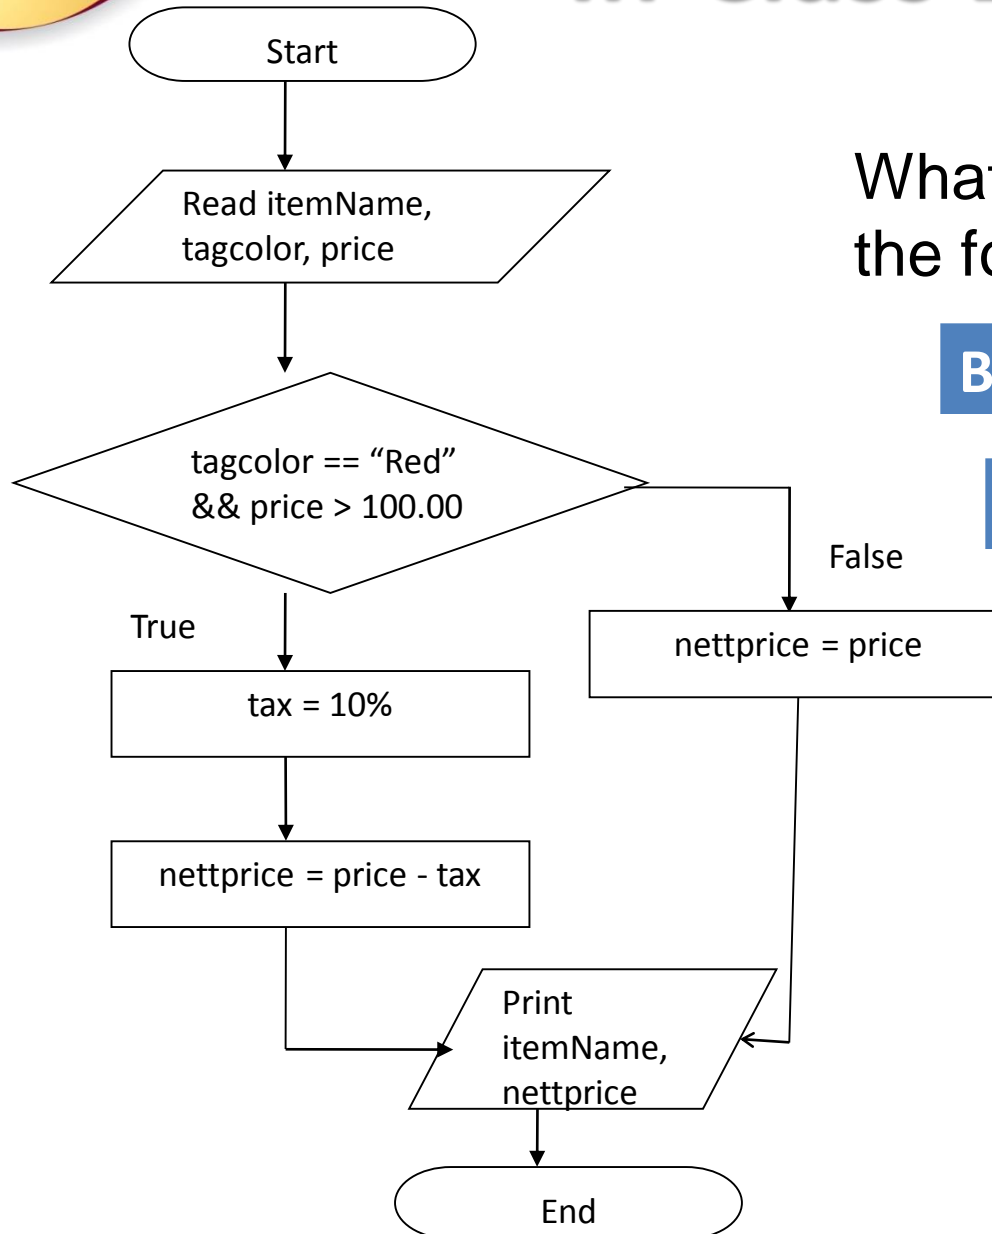 Start
Read itemName,
tagcolor, price
tagcolor == “Red”
&& price > 100.00
False
True
nettprice = price
tax = 10%
nettprice = price - tax
Print
itemName,
nettprice
End
the
B